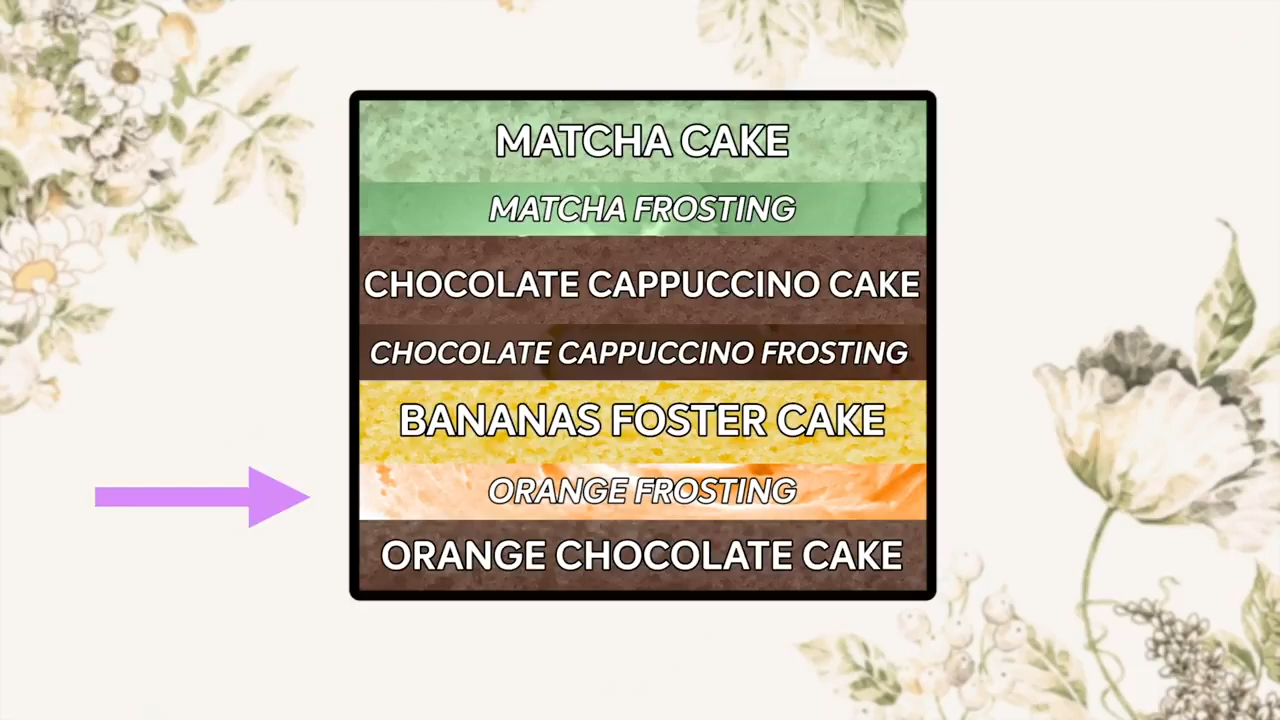 MATCHA CAKE
MATCHA FROSTING
CHOCOLATE CAPPUCCINO CAKE
CHOCOLATE CAPPUCCINO FROSTING
BANANAS FOSTER CAKE
ORANGE FROSTING
ORANGE CHOCOLATE CAKE